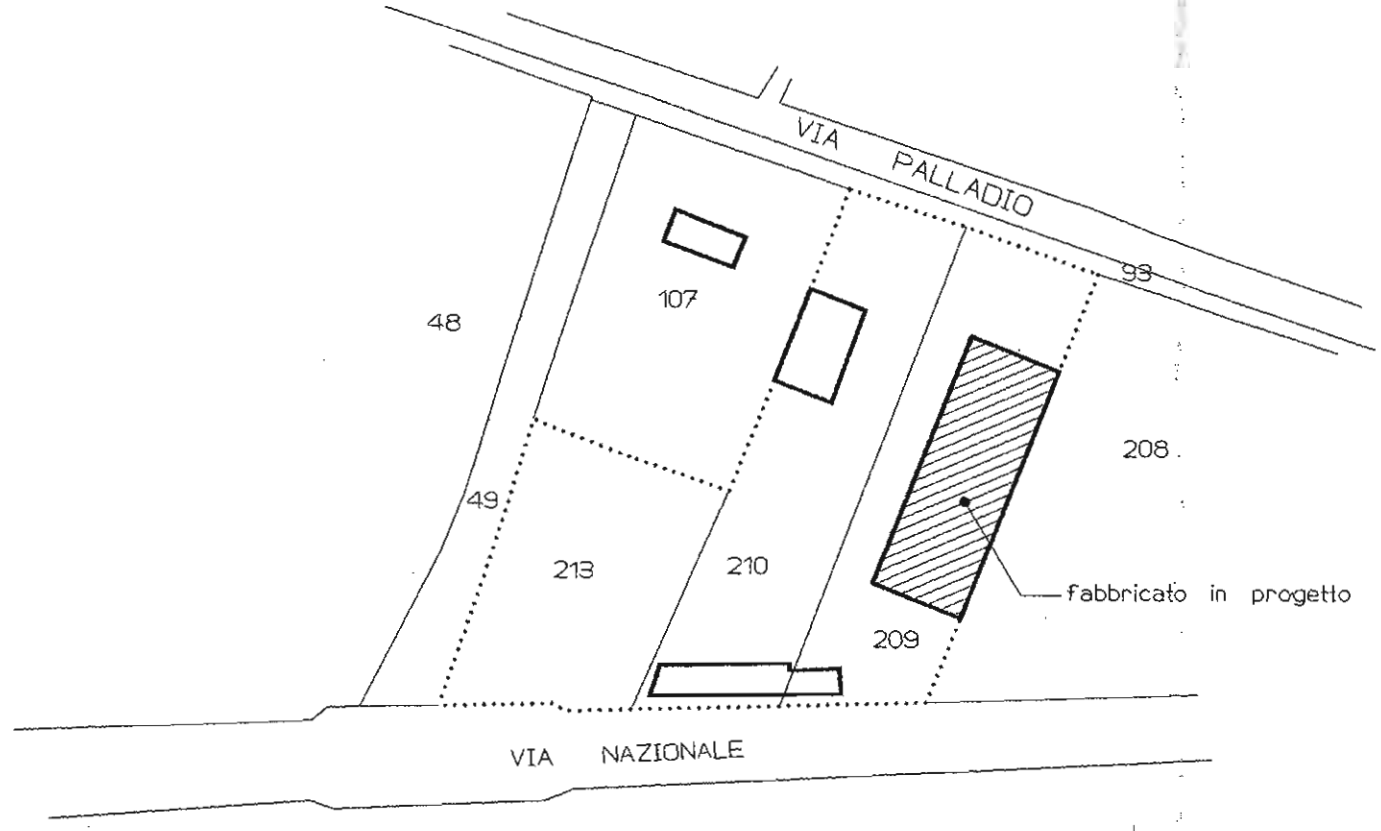 VIA PALLADIO
93
107
48
208
49
213
210
fabbricato in progetto
209
VIA NAZIONALE